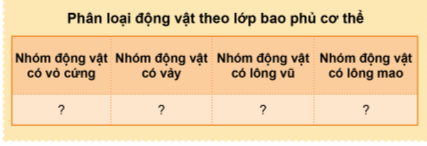 Phân loại động vật theo lớp bao phủ cơ thể
Nhóm động vật có vỏ cứng
Nhóm động vật có vảy
Nhóm động vật có lông vũ
Nhóm động vật có lông mao
? ? ? ?